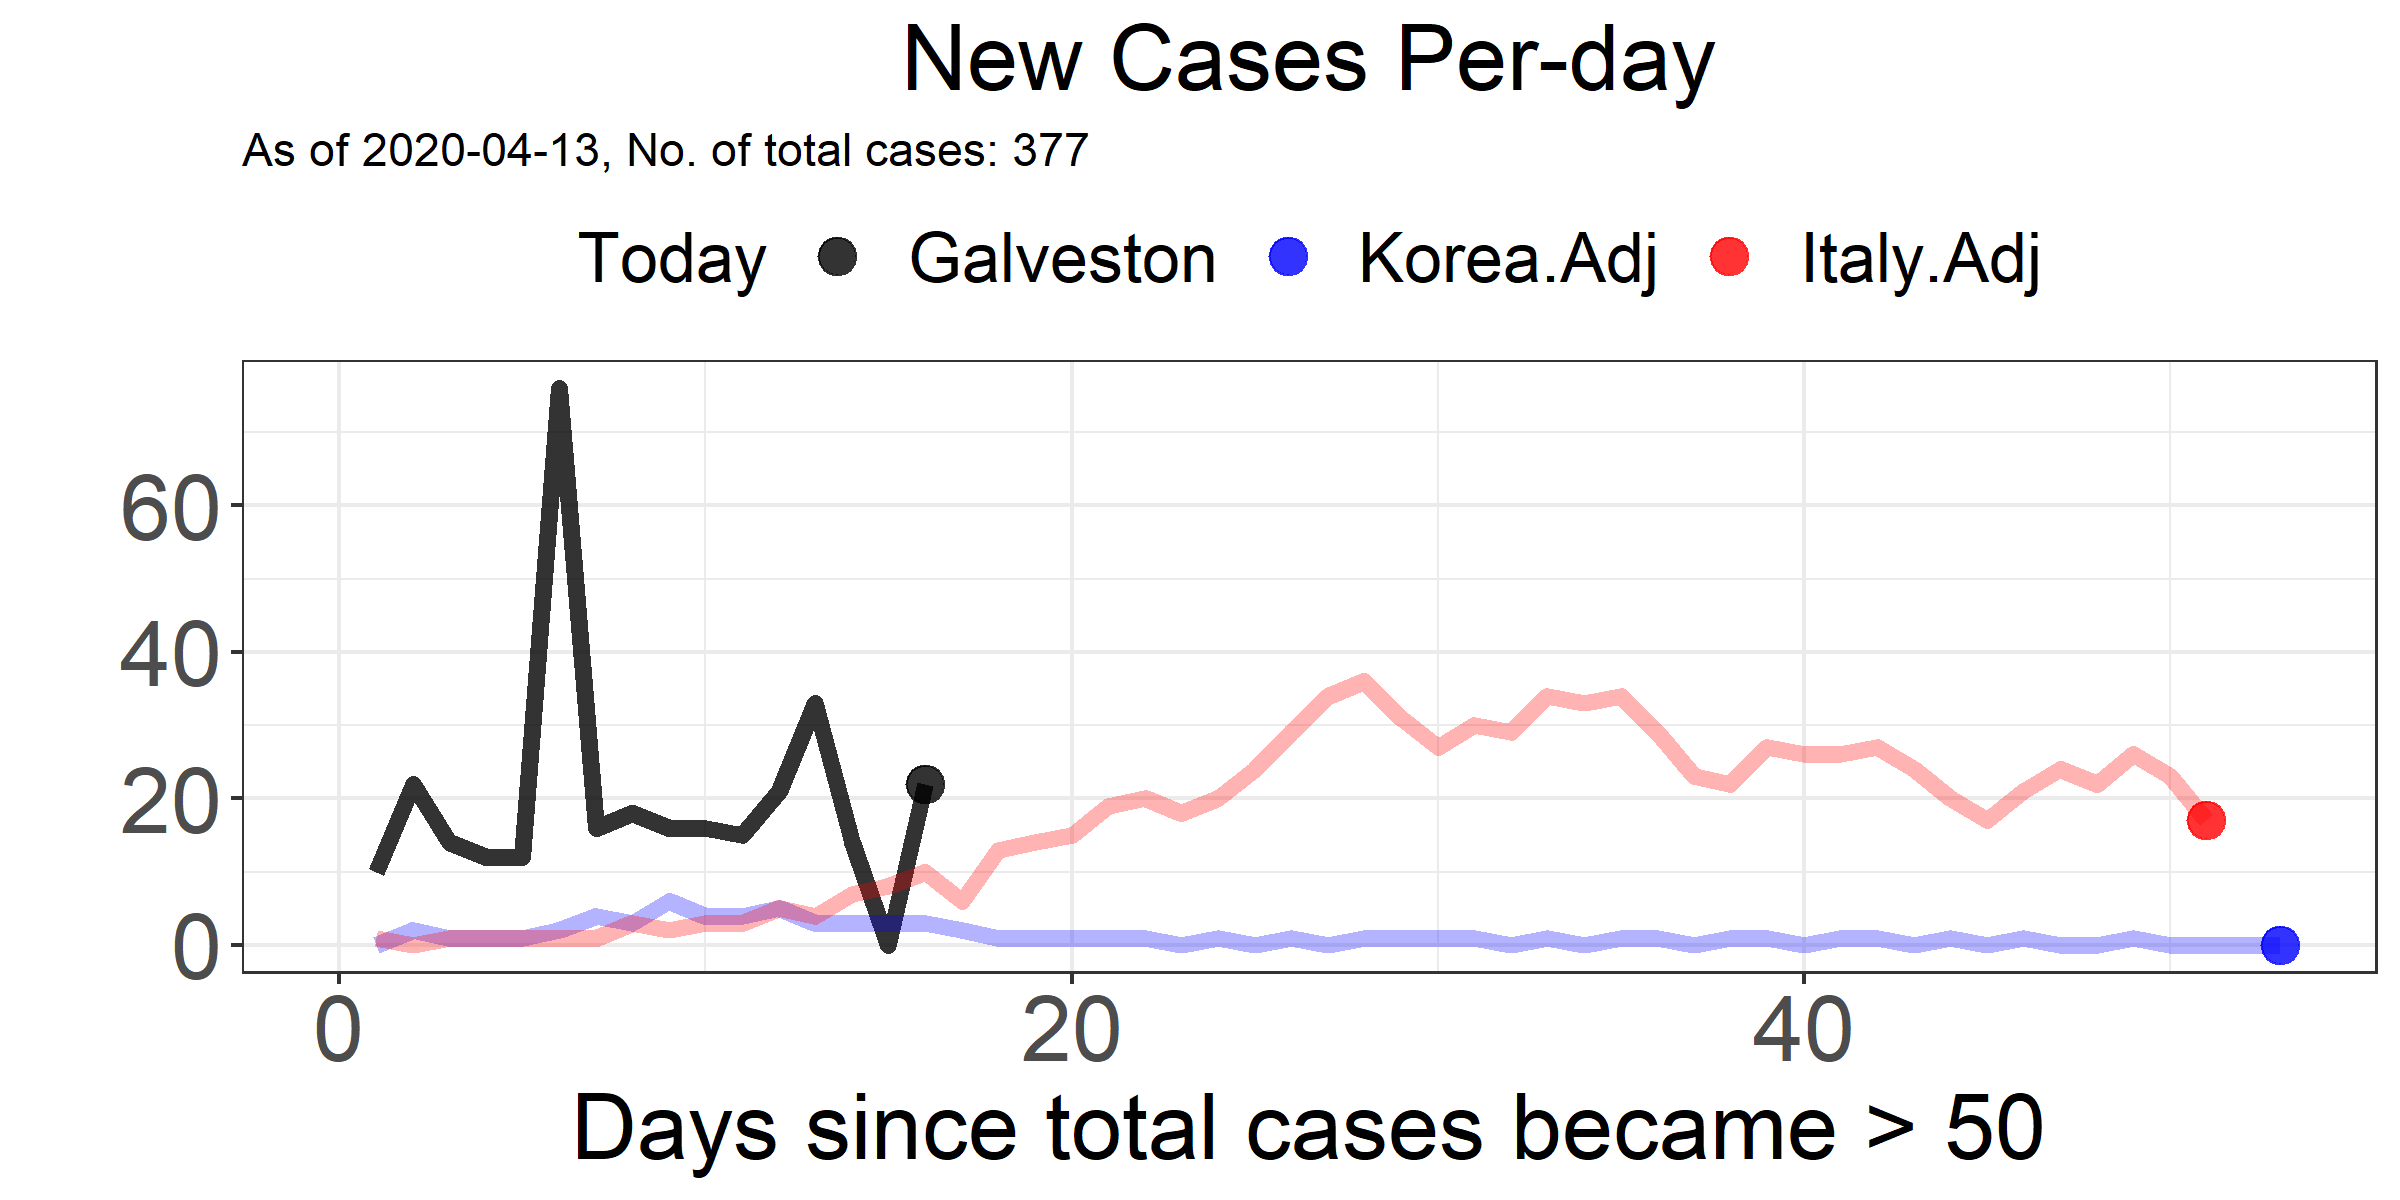 New Cases Per-day
As of 2020-04-13, No. of total cases: 377
Today Galveston Korea.Adj Italy.Adj
60
40
20
0
0 20 40
Days since total cases became > 50